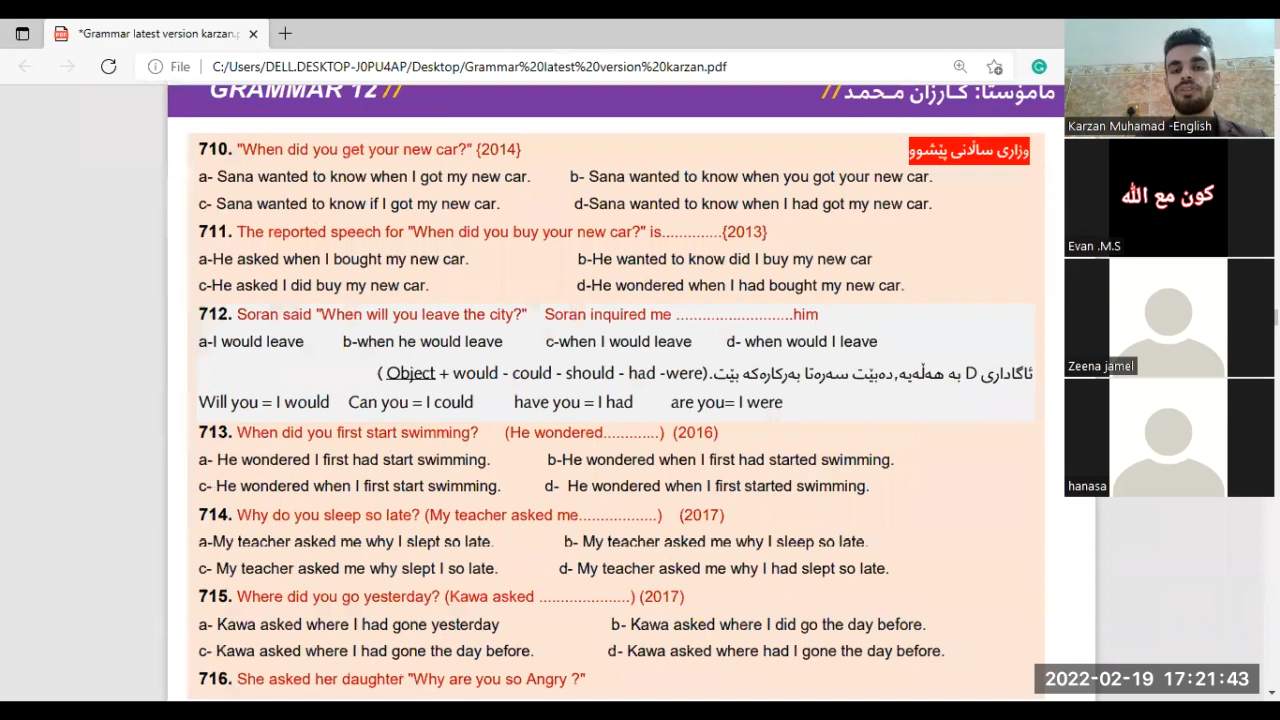 *Grammar latest version karzan.p
File C:/Users/DELL.DESKTOP-J0PU4AP/Desktop/Grammar%20latest%20version%20karzan.pdf
GRAMMAR 12 // // مامۆستا: کـارزان مـحـمـد
710. "When did you get your new car?" {2014} وزاری ساڵانی پێشوو
a- Sana wanted to know when I got my new car. b- Sana wanted to know when you got your new car.
c- Sana wanted to know if I got my new car. d-Sana wanted to know when I had got my new car.
711. The reported speech for "When did you buy your new car?" is..............{2013}
a-He asked when I bought my new car. b-He wanted to know did I buy my new car
c-He asked I did buy my new car. d-He wondered when I had bought my new car.
712. Soran said "When will you leave the city?" Soran inquired me ..........................him
a-I would leave b-when he would leave c-when I would leave d- when would I leave
ئاگاداری D به هەڵەیە,دەبێت سەرەتا بەرکارەکە بێت.(Object + would - could - should - had -were )
Will you = I would Can you = I could have you = I had are you= I were
713. When did you first start swimming? (He wondered.............) (2016)
a- He wondered I first had start swimming. b-He wondered when I first had started swimming.
c- He wondered when I first start swimming. d- He wondered when I first started swimming.
714. Why do you sleep so late? (My teacher asked me..................) (2017)
a-My teacher asked me why I slept so late. b- My teacher asked me why I sleep so late.
c- My teacher asked me why slept I so late. d- My teacher asked me why I had slept so late.
715. Where did you go yesterday? (Kawa asked .....................) (2017)
a- Kawa asked where I had gone yesterday b- Kawa asked where I did go the day before.
c- Kawa asked where I had gone the day before. d- Kawa asked where had I gone the day before.
716. She asked her daughter "Why are you so Angry ?"
Karzan Muhamad -English
كون مع الله
Evan .M.S
Zeena jamel
hanasa
2022-02-19 17:21:43